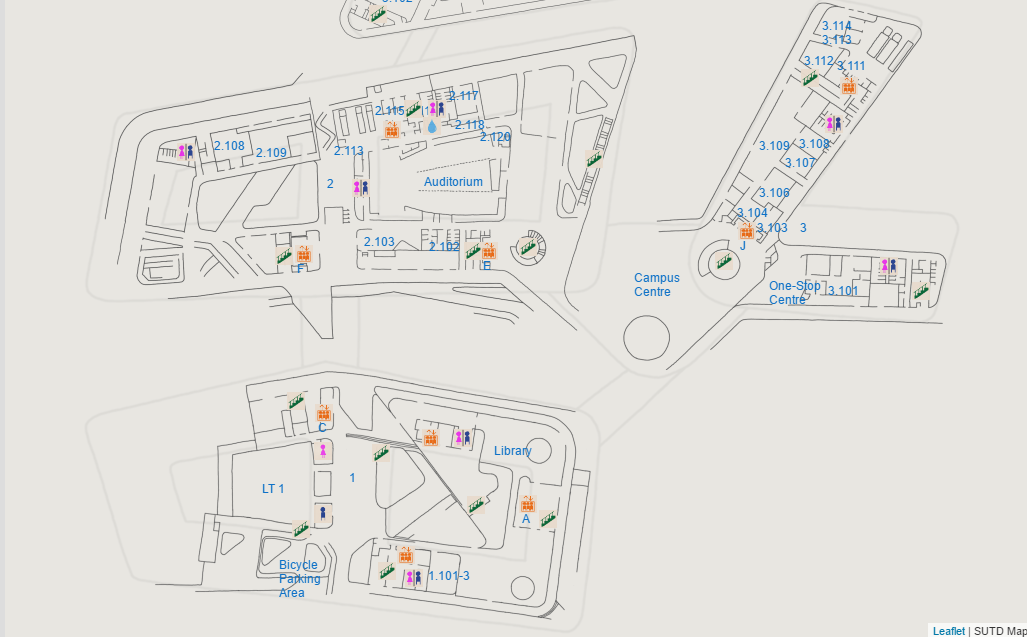 3.102
3.114
3.113
3.112
3.111
2.117
2.115
2.118
2.120
2.108
2.109
2.113
3.109
3.108
3.107
Auditorium
2
3.106
3.104
3.103
3
2.103
2.102
J
F
E
Campus
Centre
One-Stop
Centre
3.101
C
Library
1
LT 1
A
Bicycle
Parking
Area
1.101-3
Leaflet | SUTD Map